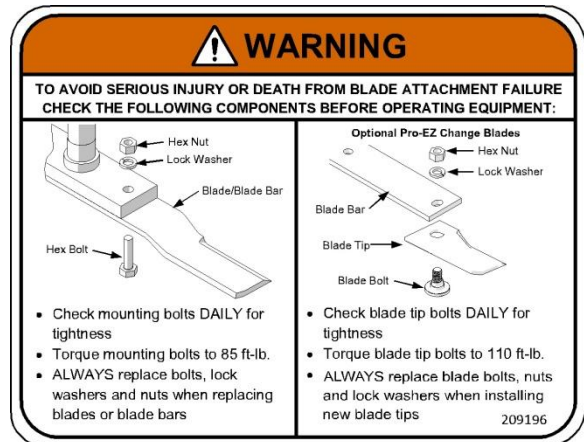 WARNING
TO AVOID SERIOUS INJURY OR DEATH FROM BLADE ATTACHMENT FAILURE
CHECK THE FOLLOWING COMPONENTS BEFORE OPERATING EQUIPMENT:
Hex Nut
Lock Washer
Blade/Blade Bar
Hex Bolt
• Check mounting bolts DAILY for
tightness
• Torque mounting bolts to 85 ft-lb.
• ALWAYS replace bolts, lock
washers and nuts when replacing
blades or blade bars
Optional Pro-EZ Change Blades
Hex Nut
Lock Washer
Blade Bar
Blade Tip
Blade Bolt
• Check blade tip bolts DAILY for
tightness
• Torque blade tip bolts to 110 ft-lb.
• ALWAYS replace blade bolts, nuts
and lock washers when installing
new blade tips
209196